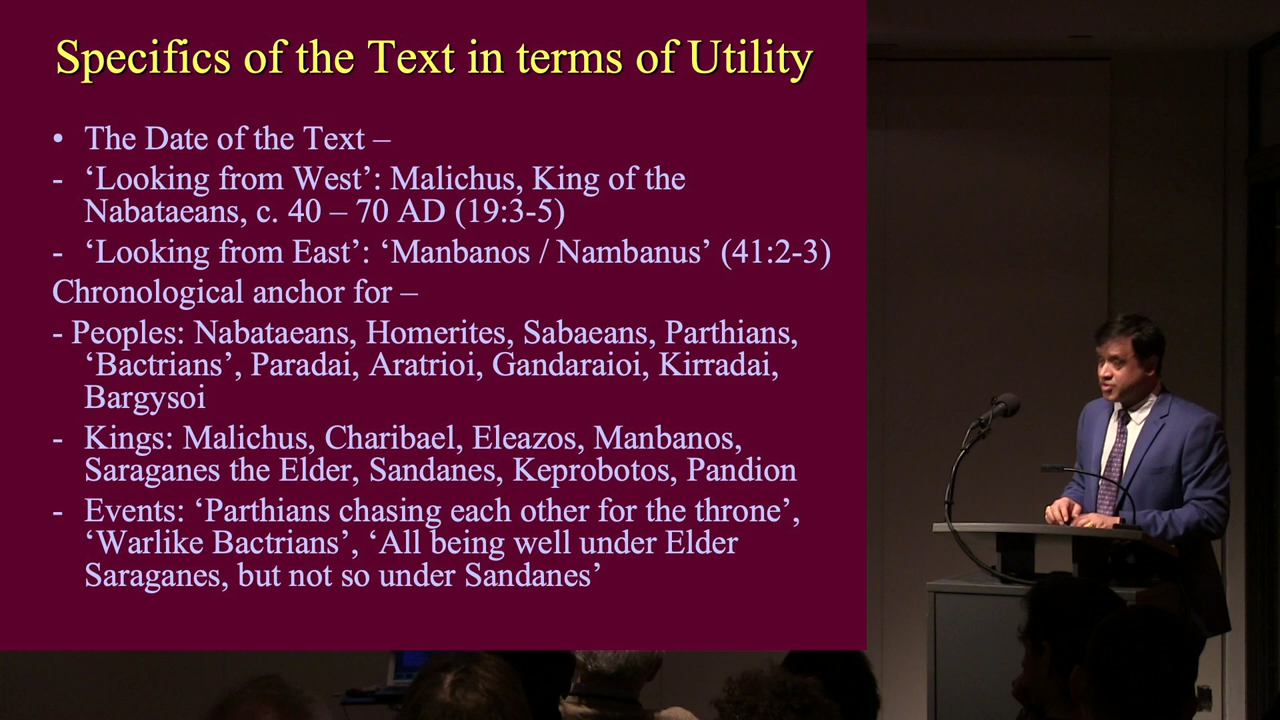 Specifics of the Text in terms of Utility
• The Date of the Text –
- ‘Looking from West’: Malichus, King of the
Nabataeans, c. 40 – 70 AD (19:3-5)
- ‘Looking from East’: ‘Manbanos / Nambanus’ (41:2-3)
Chronological anchor for –
- Peoples: Nabataeans, Homerites, Sabaeans, Parthians,
‘Bactrians’, Paradai, Aratrioi, Gandaraioi, Kirradai,
Bargysoi
- Kings: Malichus, Charibael, Eleazos, Manbanos,
Saraganes the Elder, Sandanes, Keprobotos, Pandion
- Events: ‘Parthians chasing each other for the throne’,
‘Warlike Bactrians’, ‘All being well under Elder
Saraganes, but not so under Sandanes’